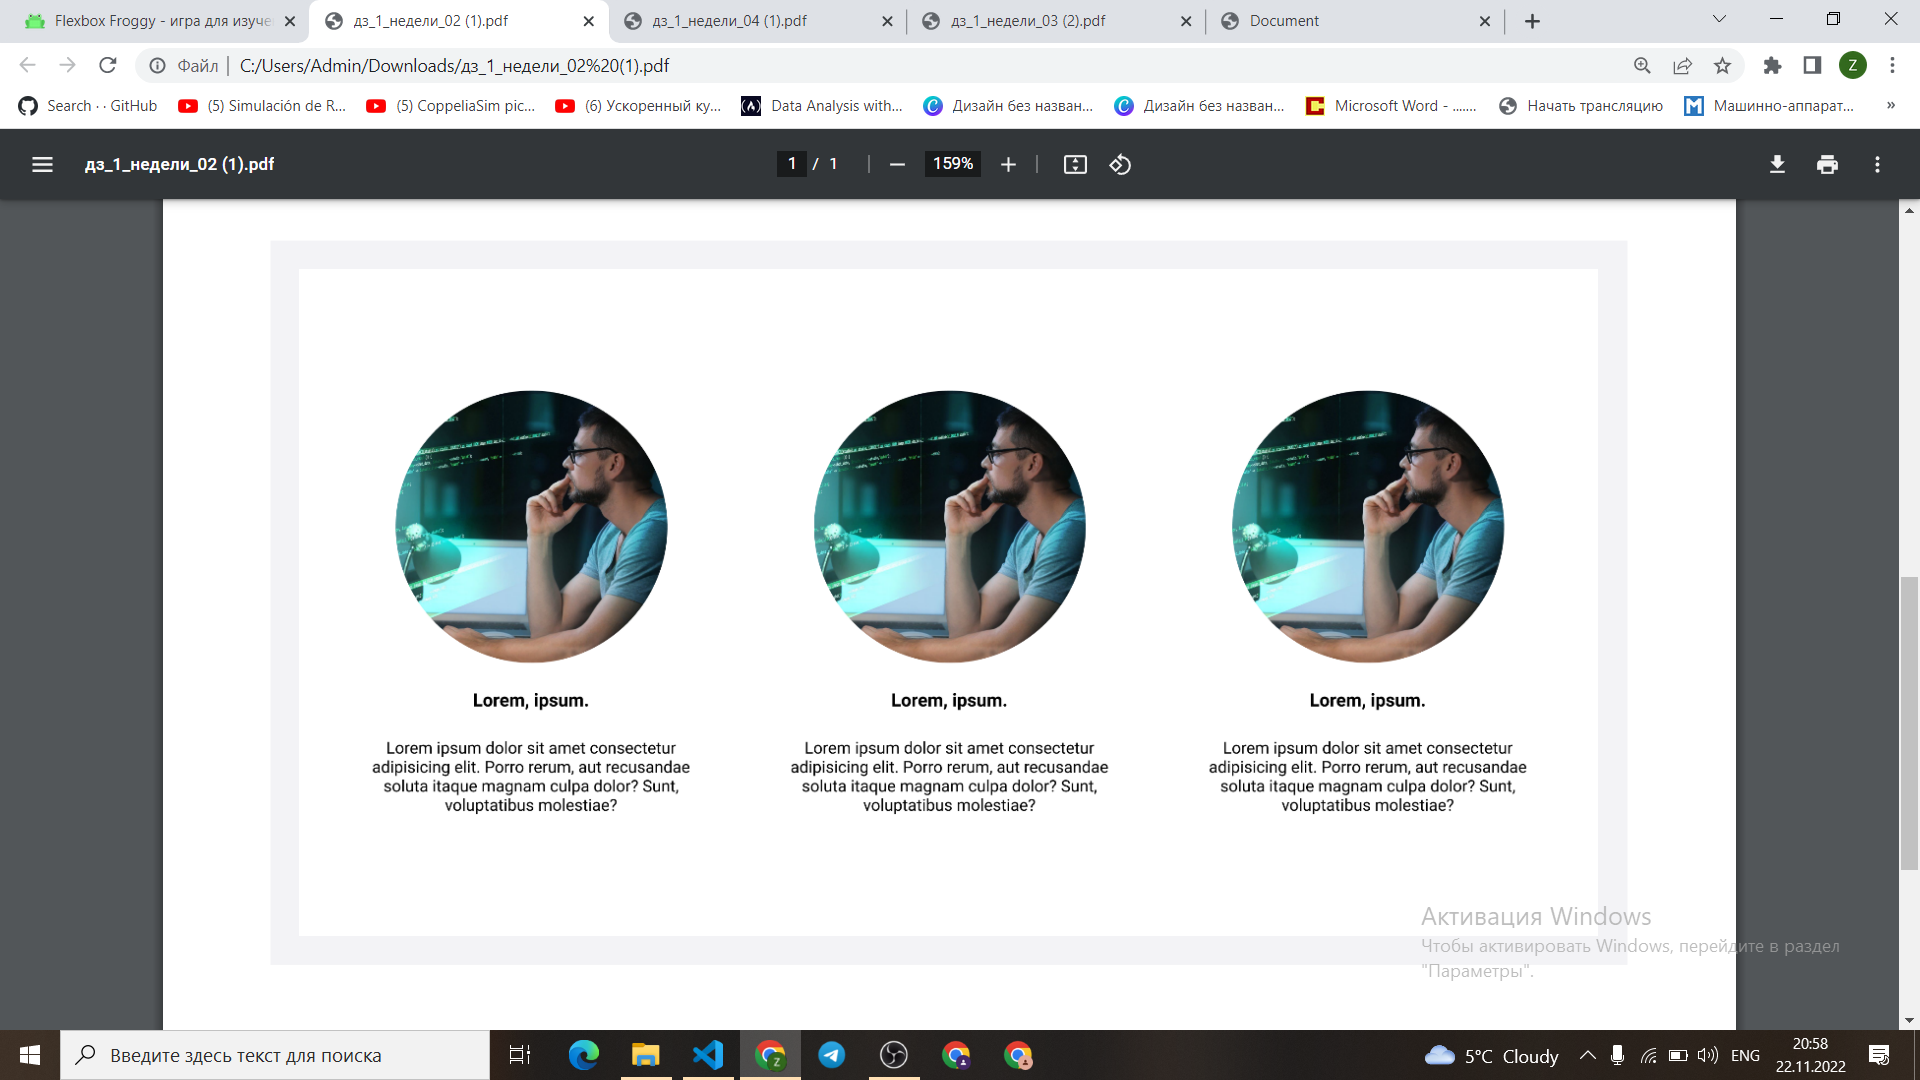 Flexbox Froggy - игра для изуче
дз_1_недели_02 (1).pdf
дз_1_недели_04 (1).pdf
дз_1_недели_03 (2).pdf
Document
Файл
C:/Users/Admin/Downloads/дз_1_недели_02%20(1).pdf
Z
Search · · GitHub
(5) Simulación de R...
(5) CoppeliaSim pic...
(6) Ускоренный ку...
Data Analysis with...
Дизайн без назван...
Дизайн без назван...
Microsoft Word - ......
Начать трансляцию
Машинно-аппарат...
»
дз_1_недели_02 (1).pdf
1 / 1
159%
Lorem, ipsum.
Lorem ipsum dolor sit amet consectetur
adipisicing elit. Porro rerum, aut recusandae
soluta itaque magnam culpa dolor? Sunt,
voluptatibus molestiae?
Lorem, ipsum.
Lorem ipsum dolor sit amet consectetur
adipisicing elit. Porro rerum, aut recusandae
soluta itaque magnam culpa dolor? Sunt,
voluptatibus molestiae?
Lorem, ipsum.
Lorem ipsum dolor sit amet consectetur
adipisicing elit. Porro rerum, aut recusandae
soluta itaque magnam culpa dolor? Sunt,
voluptatibus molestiae?
Активация Windows
Чтобы активировать Windows, перейдите в раздел
"Параметры".
Введите здесь текст для поиска
5°C Cloudy
ENG
20:58
22.11.2022